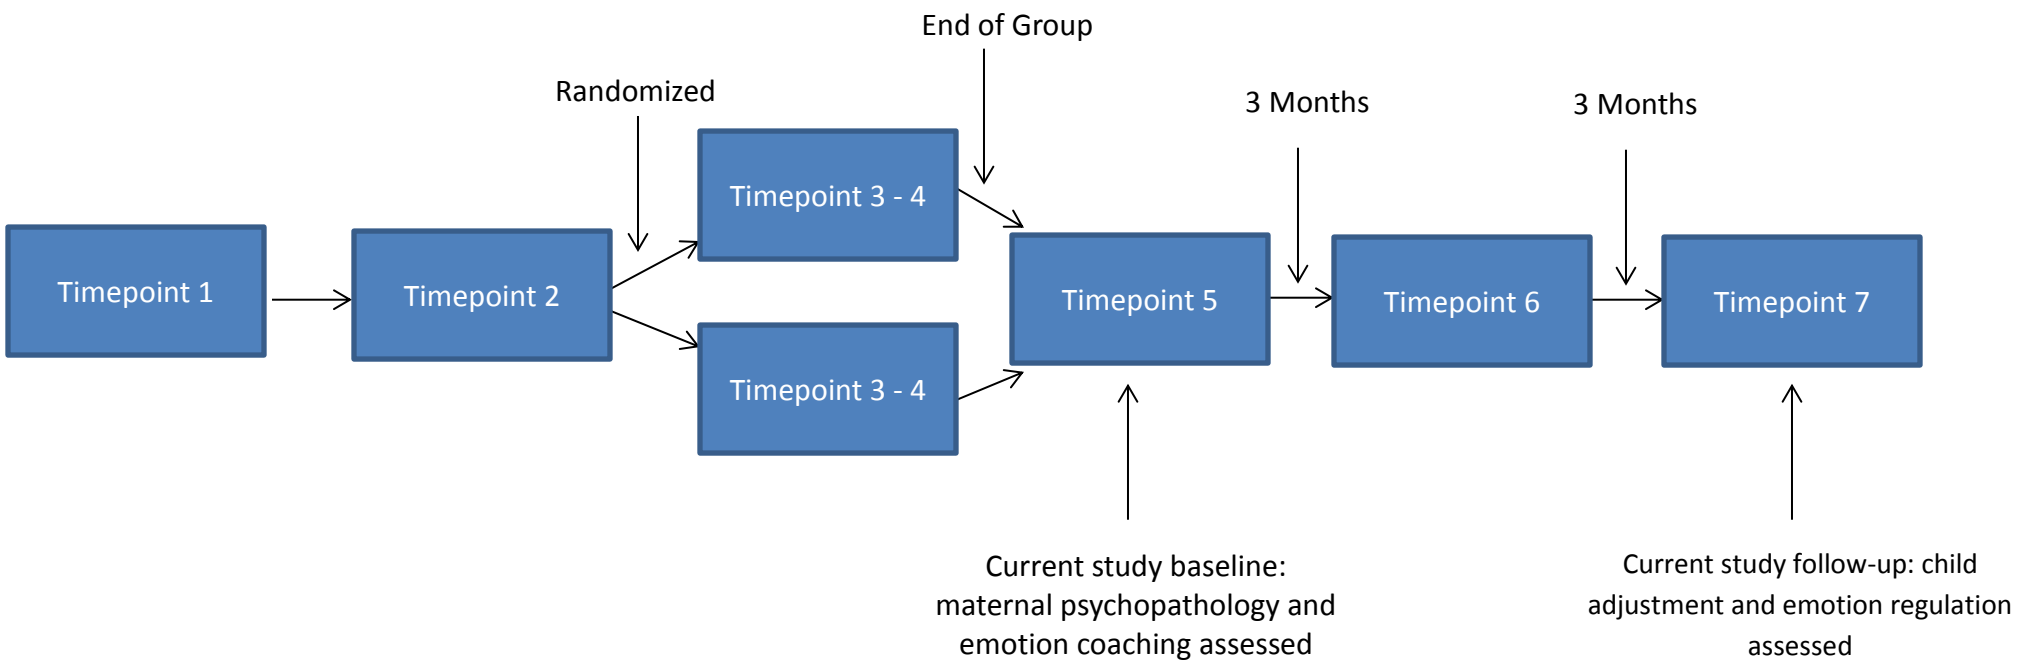 End of Group
Randomized
3 Months
3 Months
Timepoint 1
Timepoint 2
Timepoint 3 - 4
Timepoint 3 - 4
Timepoint 5
Timepoint 6
Timepoint 7
Current study baseline:
maternal psychopathology and
emotion coaching assessed
Current study follow-up: child
adjustment and emotion regulation
assessed